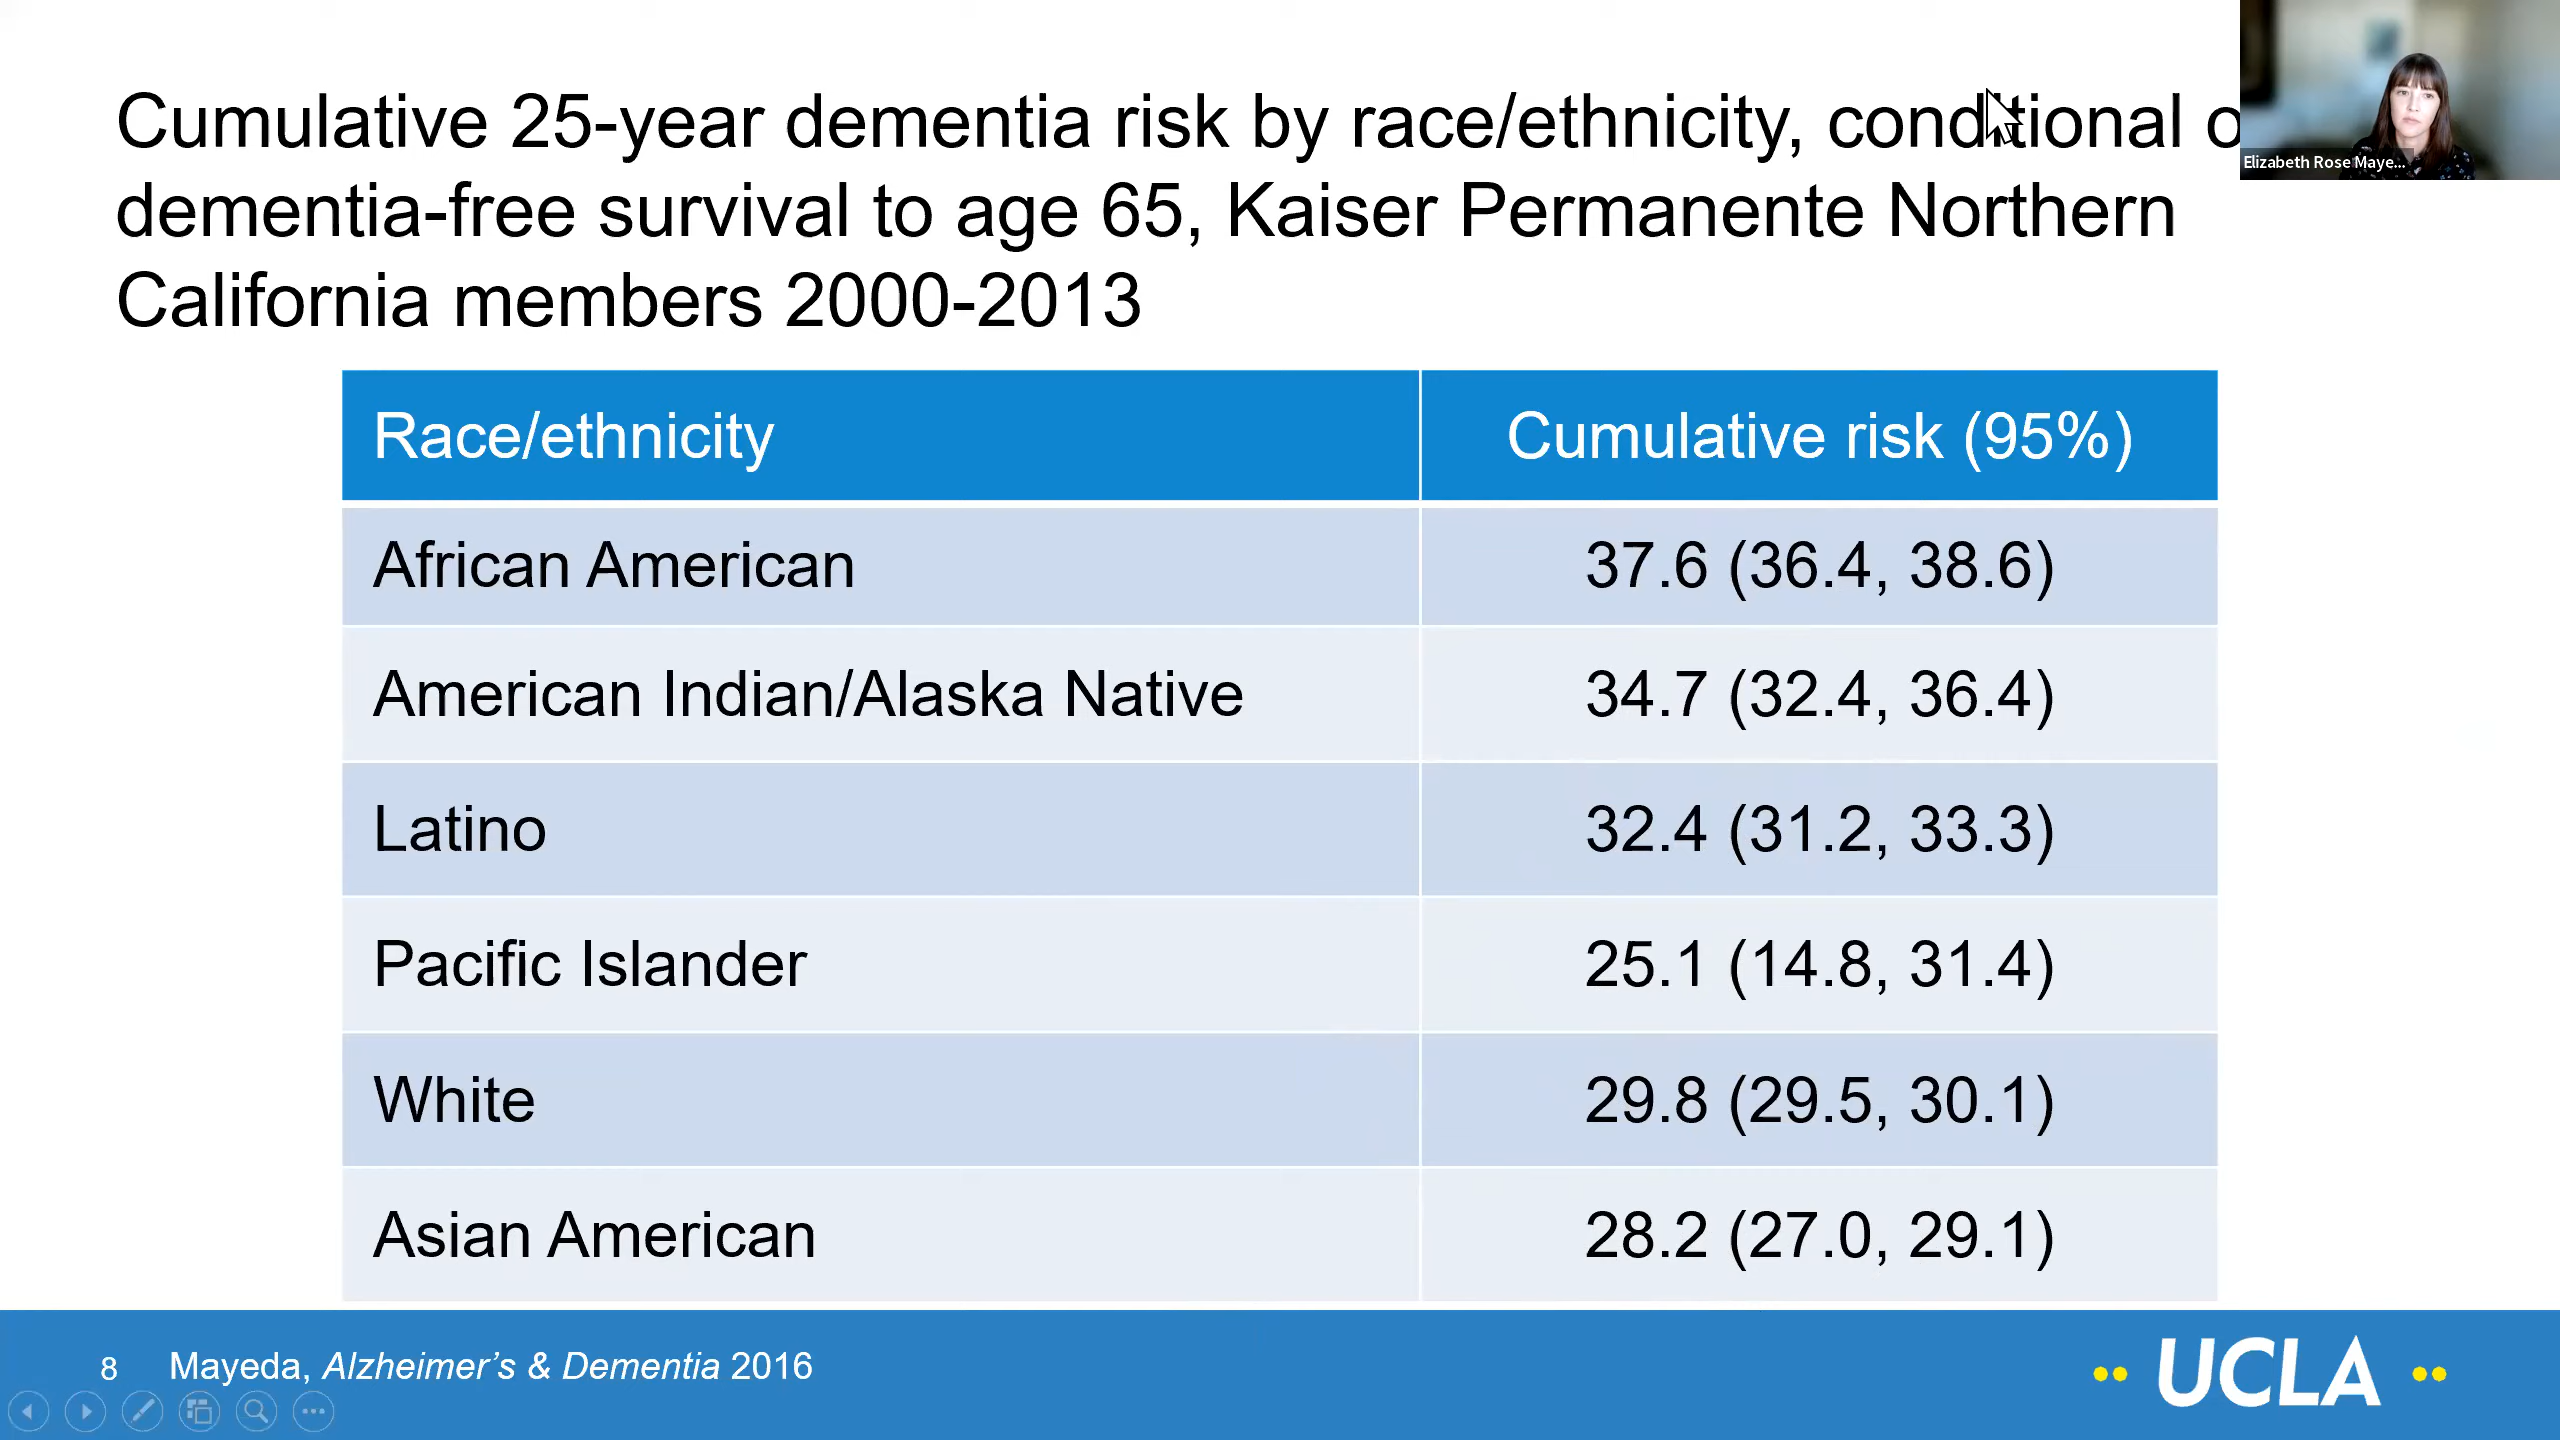 Cumulative 25-year dementia risk by race/ethnicity, conditional o
dementia-free survival to age 65, Kaiser Permanente Northern
California members 2000-2013
Elizabeth Rose Maye...
Race/ethnicity Cumulative risk (95%)
African American 37.6 (36.4, 38.6)
American Indian/Alaska Native 34.7 (32.4, 36.4)
Latino 32.4 (31.2, 33.3)
Pacific Islander 25.1 (14.8, 31.4)
White 29.8 (29.5, 30.1)
Asian American 28.2 (27.0, 29.1)
8 Mayeda, Alzheimer’s & Dementia 2016
UCLA